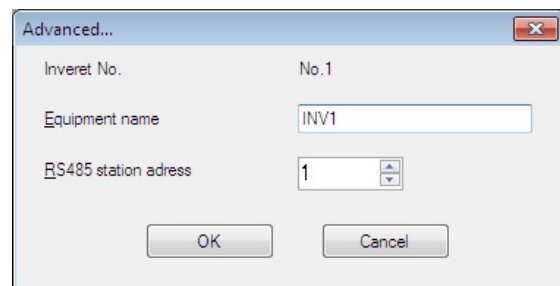 Advanced...
Inveret No. No.1
Equipment name INV1
RS485 station adress 1
OK Cancel